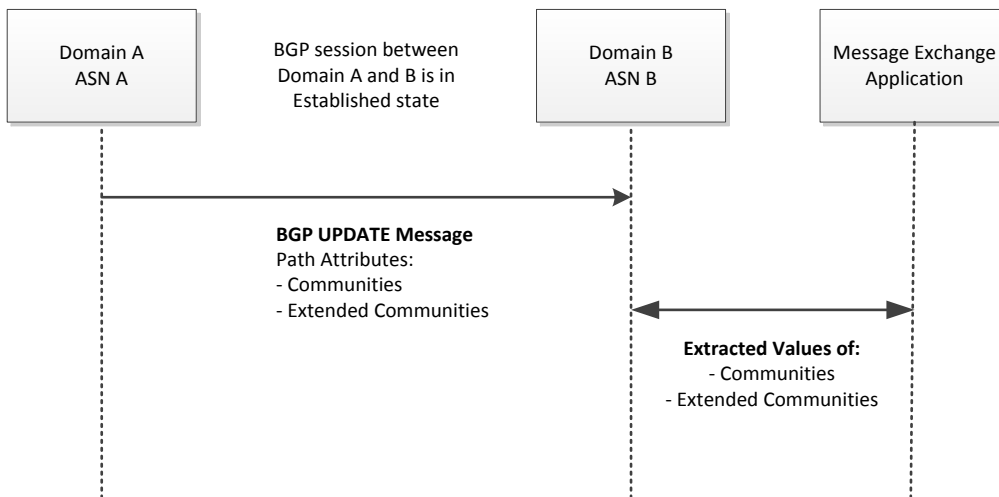 Domain A
ASN A
BGP session between
Domain A and B is in
Established state
Domain B
ASN B
Message Exchange
Application
BGP UPDATE Message
Path Attributes:
- Communities
- Extended Communities
Extracted Values of:
- Communities
- Extended Communities